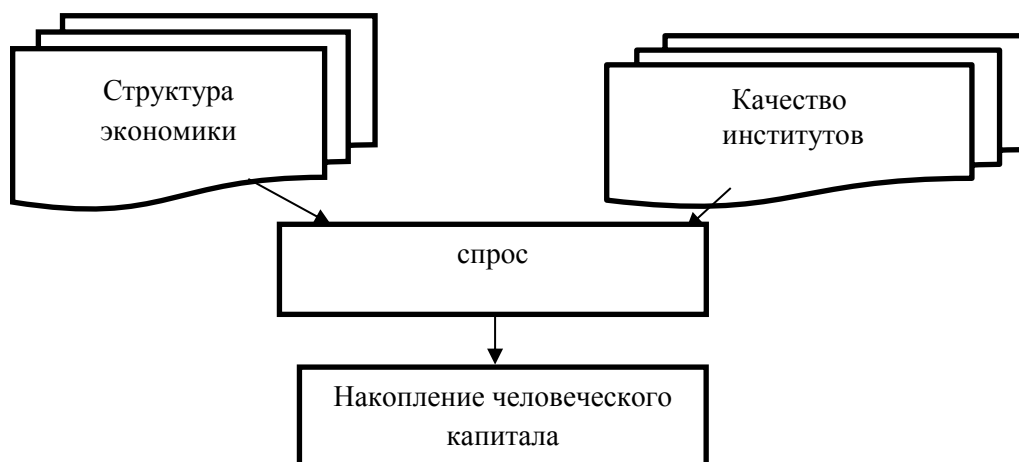 Структура
экономики
Качество
институтов
спрос
Накопление человеческого
капитала